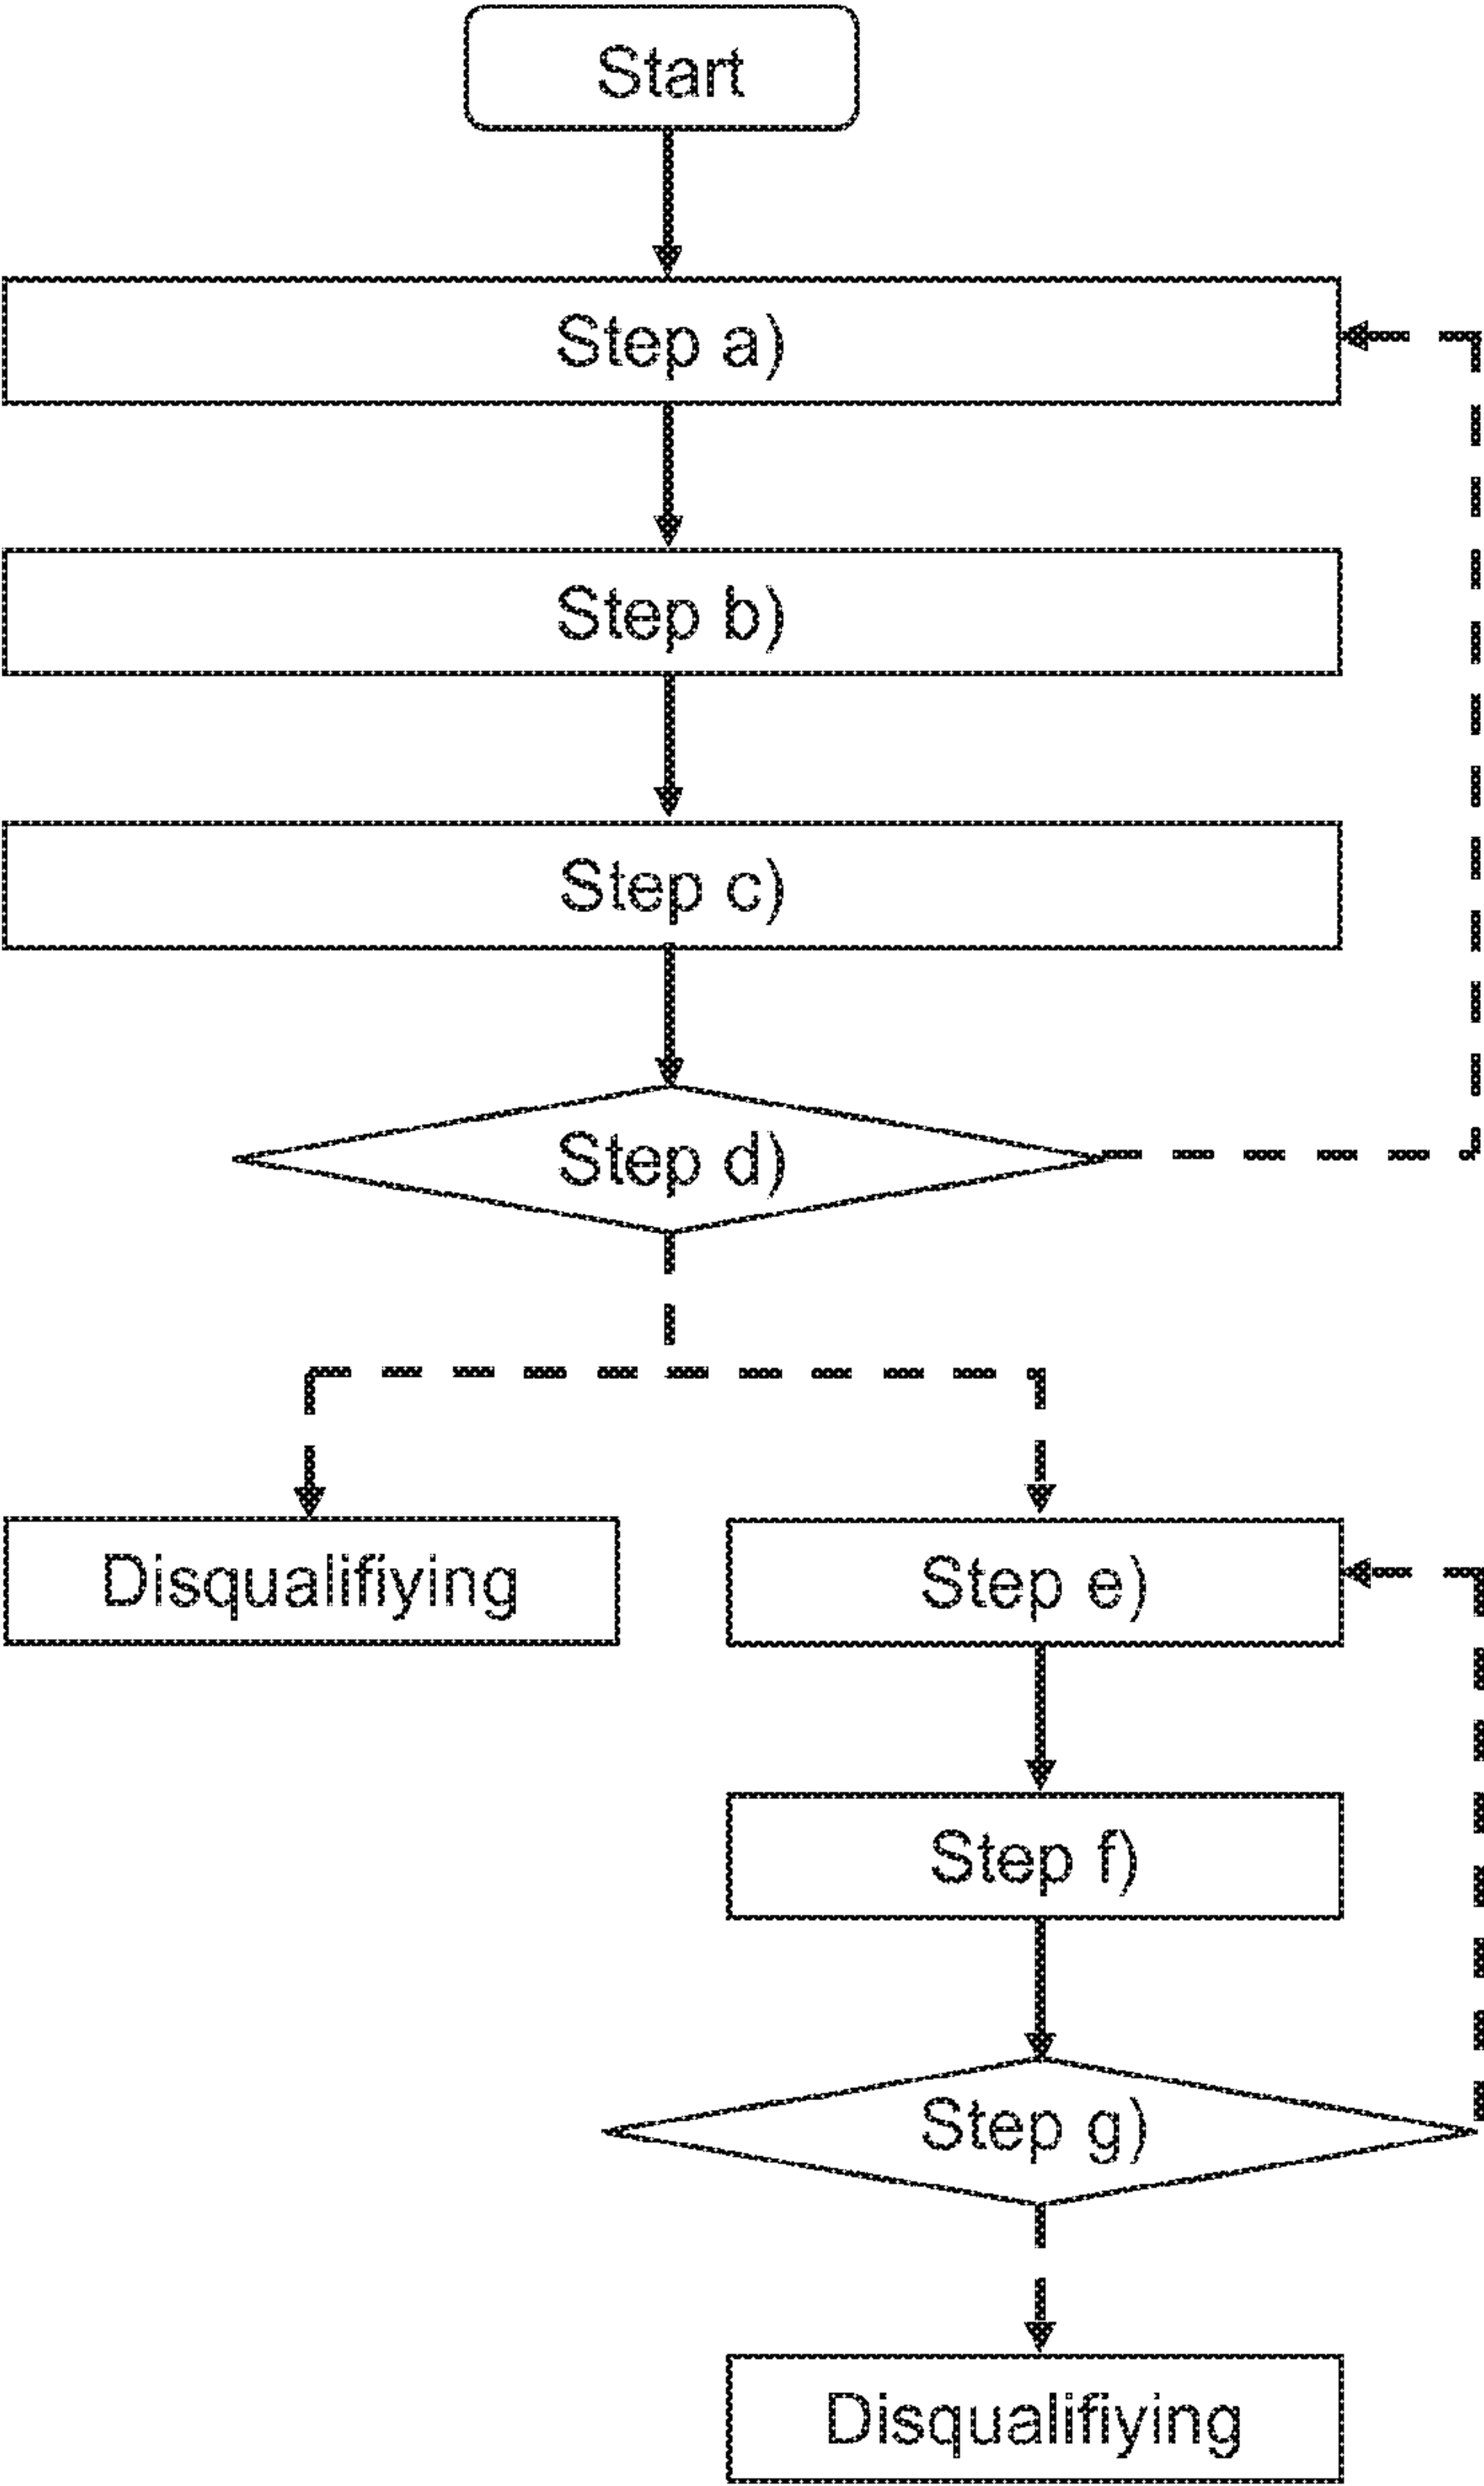 Start
Step a)
Step b)
Step c)
Step d)
Disqualifiying
Step e)
Step f)
Step g)
Disqualifiying